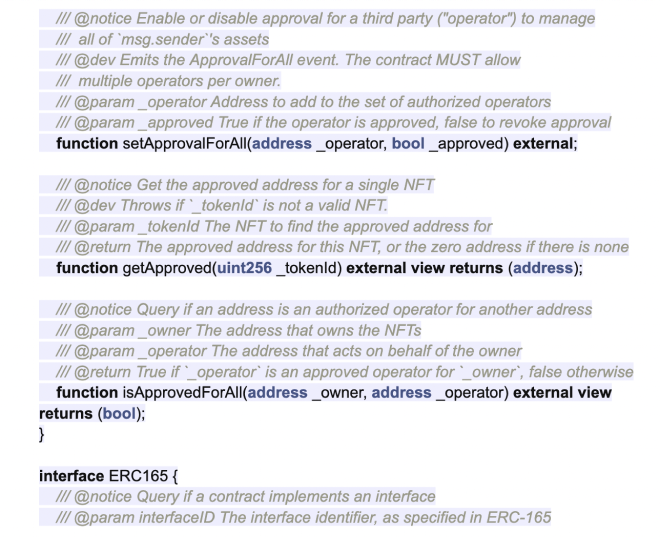 /// @notice Enable or disable approval for a third party ("operator") to manage
/// all of `msg.sender`'s assets
/// @dev Emits the ApprovalForAll event. The contract MUST allow
/// multiple operators per owner.
/// @param _operator Address to add to the set of authorized operators
/// @param _approved True if the operator is approved, false to revoke approval
function setApprovalForAll(address _operator, bool _approved) external;
/// @notice Get the approved address for a single NFT
/// @dev Throws if `_tokenId` is not a valid NFT.
/// @param _tokenId The NFT to find the approved address for
/// @return The approved address for this NFT, or the zero address if there is none
function getApproved(uint256 _tokenId) external view returns (address);
/// @notice Query if an address is an authorized operator for another address
/// @param _owner The address that owns the NFTs
/// @param _operator The address that acts on behalf of the owner
/// @return True if `_operator` is an approved operator for `_owner`, false otherwise
function isApprovedForAll(address _owner, address _operator) external view
returns (bool);
}
interface ERC165 {
/// @notice Query if a contract implements an interface
/// @param interfaceID The interface identifier, as specified in ERC-165